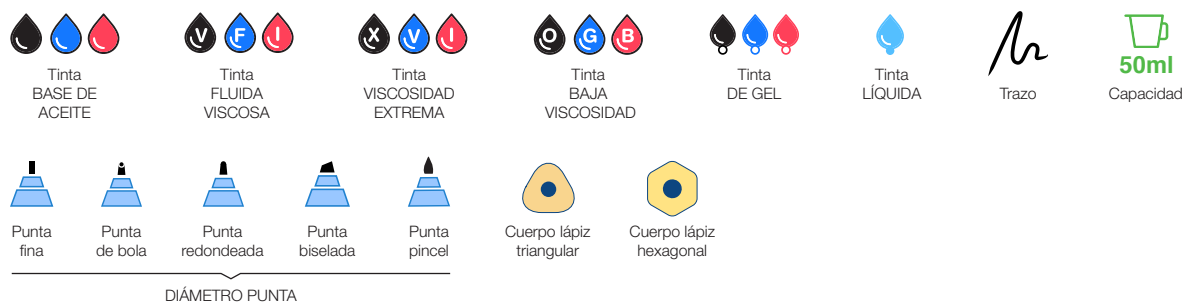 V F I
X V I
O G B
50ml
Tinta
BASE DE
ACEITE
Tinta
FLUIDA
VISCOSA
Tinta
VISCOSIDAD
EXTREMA
Tinta
BAJA
VISCOSIDAD
Tinta
DE GEL
Tinta
LÍQUIDA
Trazo
Capacidad
Punta
fina
Punta
de bola
Punta
redondeada
Punta
biselada
Punta
pincel
Cuerpo lápiz
triangular
Cuerpo lápiz
hexagonal
DIÁMETRO PUNTA